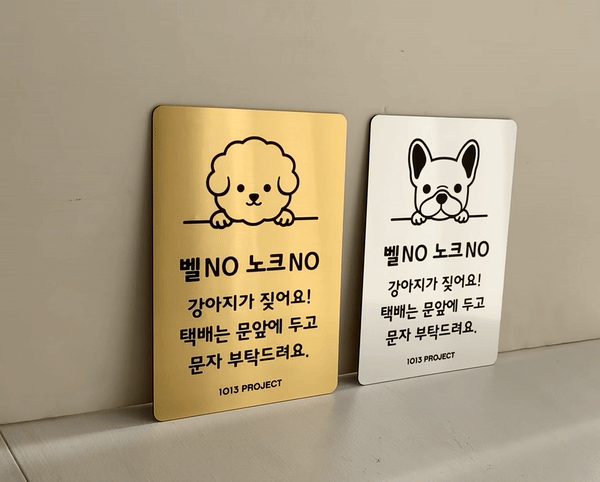 벨NO 노크NO
강아지가 짖어요!
택배는 문앞에 두고
문자 부탁드려요.
1013 PROJECT
벨NO 노크NO
강아지가 짖어요!
택배는 문앞에 두고
문자 부탁드려요.
1013 PROJECT